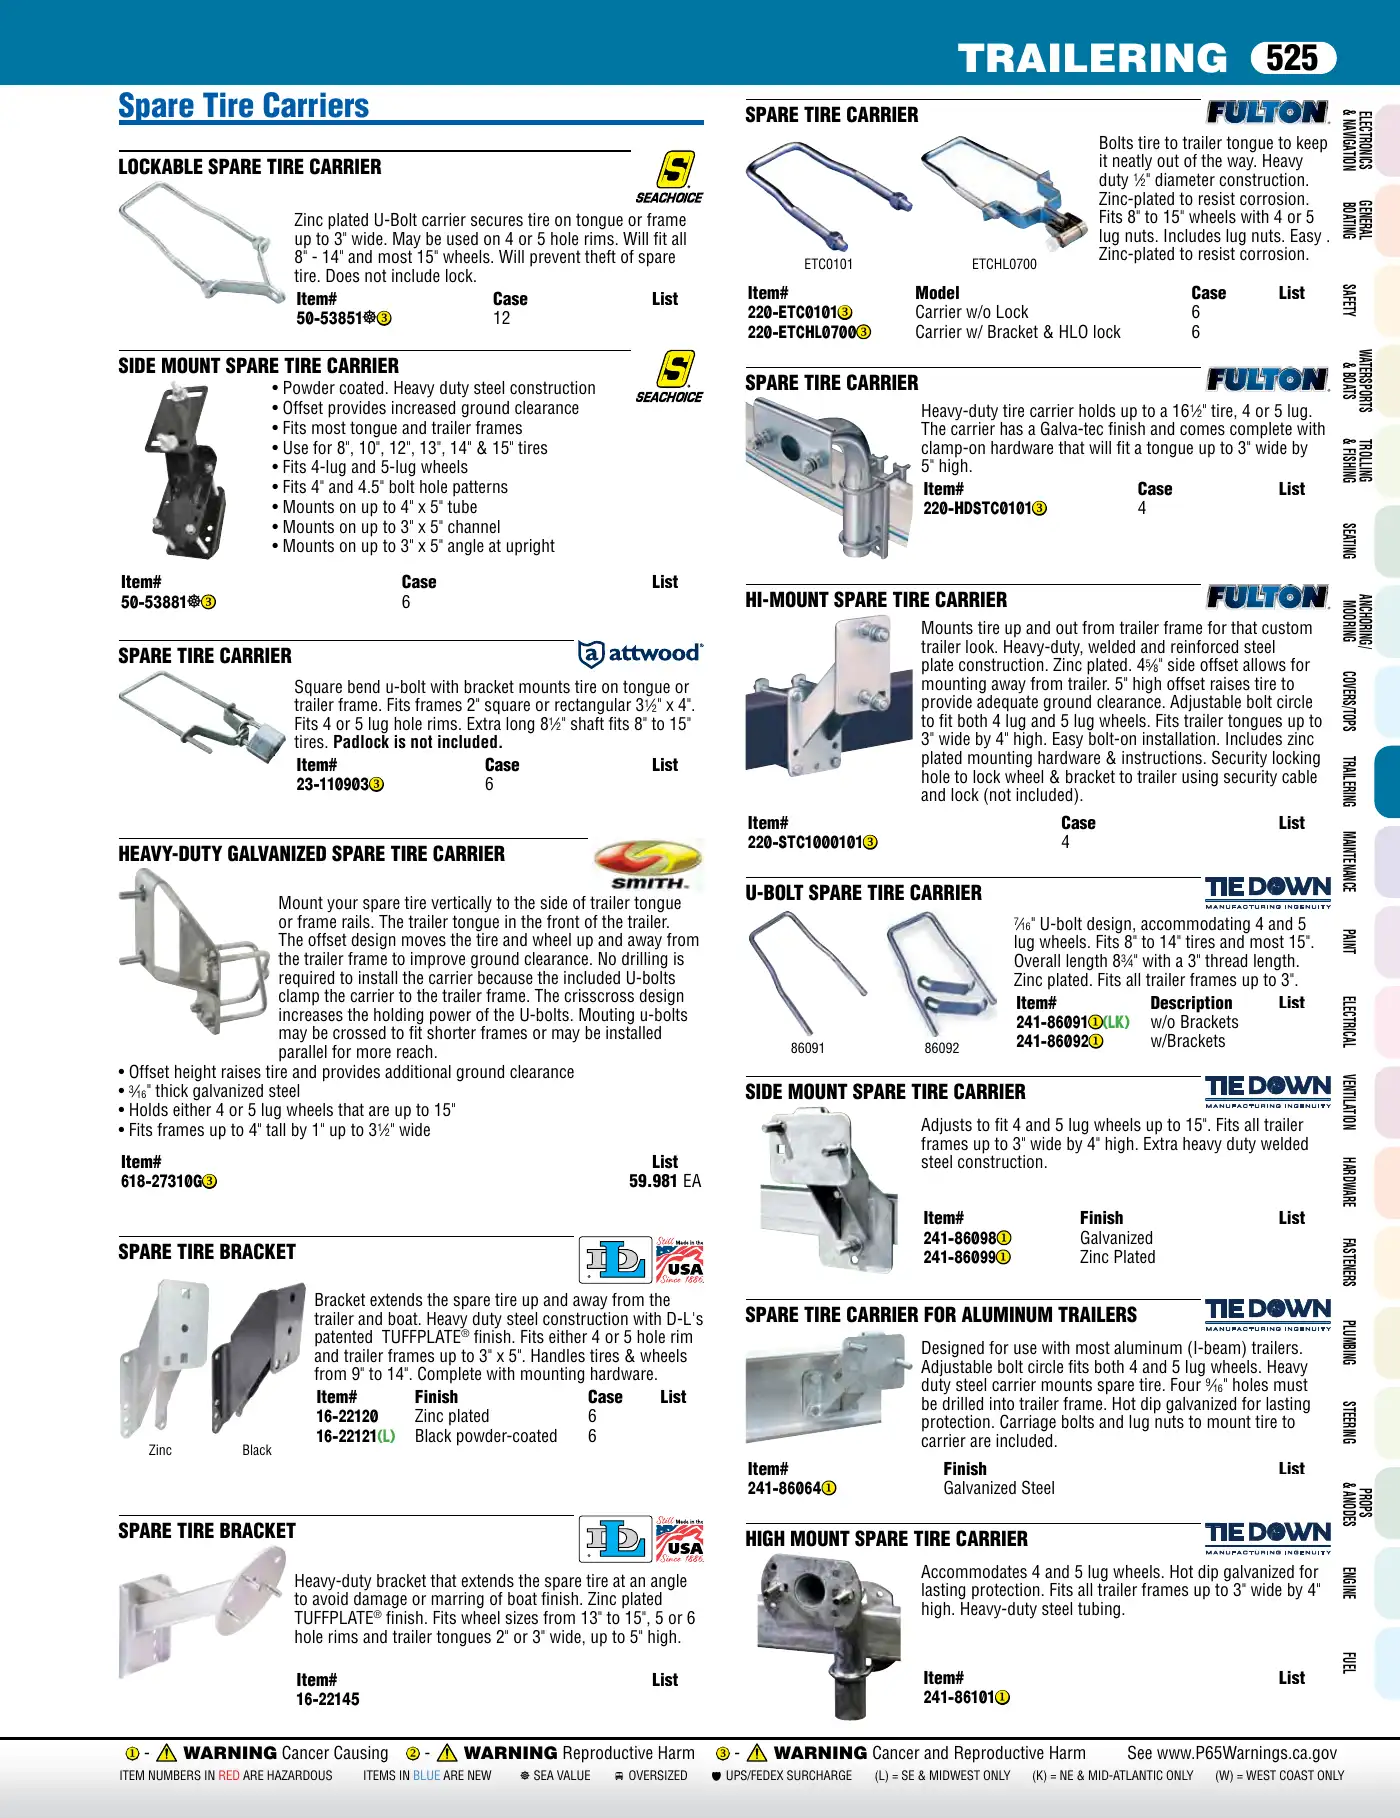 TRAILERING 525
Spare Tire Carriers
LOCKABLE SPARE TIRE CARRIER
S
SEACHOICE
Zinc plated U-Bolt carrier secures tire on tongue or frame
up to 3" wide. May be used on 4 or 5 hole rims. Will fit all
8" - 14" and most 15" wheels. Will prevent theft of spare
tire. Does not include lock.
Item# Case List
50-53851 3 12
SIDE MOUNT SPARE TIRE CARRIER
S
SEACHOICE
• Powder coated. Heavy duty steel construction
• Offset provides increased ground clearance
• Fits most tongue and trailer frames
• Use for 8", 10", 12", 13", 14" & 15" tires
• Fits 4-lug and 5-lug wheels
• Fits 4" and 4.5" bolt hole patterns
• Mounts on up to 4" x 5" tube
• Mounts on up to 3" x 5" channel
• Mounts on up to 3" x 5" angle at upright
Item# Case List
50-53881 3 6
SPARE TIRE CARRIER
a attwood®
Square bend u-bolt with bracket mounts tire on tongue or
trailer frame. Fits frames 2" square or rectangular 3½" x 4".
Fits 4 or 5 lug hole rims. Extra long 8½" shaft fits 8" to 15"
tires. Padlock is not included.
Item# Case List
23-110903 3 6
HEAVY-DUTY GALVANIZED SPARE TIRE CARRIER
SMITH™
Mount your spare tire vertically to the side of trailer tongue
or frame rails. The trailer tongue in the front of the trailer.
The offset design moves the tire and wheel up and away from
the trailer frame to improve ground clearance. No drilling is
required to install the carrier because the included U-bolts
clamp the carrier to the trailer frame. The crisscross design
increases the holding power of the U-bolts. Mouting u-bolts
may be crossed to fit shorter frames or may be installed
parallel for more reach.
• Offset height raises tire and provides additional ground clearance
• 3⁄16" thick galvanized steel
• Holds either 4 or 5 lug wheels that are up to 15"
• Fits frames up to 4" tall by 1" up to 3½" wide
Item# List
618-27310G 3 59.981 EA
SPARE TIRE BRACKET
DL
Still Made in the
USA
Since 1886.
Bracket extends the spare tire up and away from the
trailer and boat. Heavy duty steel construction with D-L's
patented TUFFPLATE® finish. Fits either 4 or 5 hole rim
and trailer frames up to 3" x 5". Handles tires & wheels
from 9" to 14". Complete with mounting hardware.
Item# Finish Case List
16-22120 Zinc plated 6
16-22121(L) Black powder-coated 6
Zinc Black
SPARE TIRE BRACKET
DL
Still Made in the
USA
Since 1886.
Heavy-duty bracket that extends the spare tire at an angle
to avoid damage or marring of boat finish. Zinc plated
TUFFPLATE® finish. Fits wheel sizes from 13" to 15", 5 or 6
hole rims and trailer tongues 2" or 3" wide, up to 5" high.
Item# List
16-22145
SPARE TIRE CARRIER
FULTON
Bolts tire to trailer tongue to keep
it neatly out of the way. Heavy
duty ½" diameter construction.
Zinc-plated to resist corrosion.
Fits 8" to 15" wheels with 4 or 5
lug nuts. Includes lug nuts. Easy .
Zinc-plated to resist corrosion.
ETC0101 ETCHL0700
Item# Model Case List
220-ETC0101 3 Carrier w/o Lock 6
220-ETCHL0700 3 Carrier w/ Bracket & HLO lock 6
SPARE TIRE CARRIER
FULTON
Heavy-duty tire carrier holds up to a 16½" tire, 4 or 5 lug.
The carrier has a Galva-tec finish and comes complete with
clamp-on hardware that will fit a tongue up to 3" wide by
5" high.
Item# Case List
220-HDSTC0101 3 4
HI-MOUNT SPARE TIRE CARRIER
FULTON
Mounts tire up and out from trailer frame for that custom
trailer look. Heavy-duty, welded and reinforced steel
plate construction. Zinc plated. 4⅝" side offset allows for
mounting away from trailer. 5" high offset raises tire to
provide adequate ground clearance. Adjustable bolt circle
to fit both 4 lug and 5 lug wheels. Fits trailer tongues up to
3" wide by 4" high. Easy bolt-on installation. Includes zinc
plated mounting hardware & instructions. Security locking
hole to lock wheel & bracket to trailer using security cable
and lock (not included).
Item# Case List
220-STC1000101 3 4
U-BOLT SPARE TIRE CARRIER
TIE DOWN
MANUFACTURING INGENUITY
7⁄16" U-bolt design, accommodating 4 and 5
lug wheels. Fits 8" to 14" tires and most 15".
Overall length 8¾" with a 3" thread length.
Zinc plated. Fits all trailer frames up to 3".
Item# Description List
241-86091 1 (LK) w/o Brackets
241-86092 1 w/Brackets
86091 86092
SIDE MOUNT SPARE TIRE CARRIER
TIE DOWN
MANUFACTURING INGENUITY
Adjusts to fit 4 and 5 lug wheels up to 15". Fits all trailer
frames up to 3" wide by 4" high. Extra heavy duty welded
steel construction.
Item# Finish List
241-86098 1 Galvanized
241-86099 1 Zinc Plated
SPARE TIRE CARRIER FOR ALUMINUM TRAILERS
TIE DOWN
MANUFACTURING INGENUITY
Designed for use with most aluminum (I-beam) trailers.
Adjustable bolt circle fits both 4 and 5 lug wheels. Heavy
duty steel carrier mounts spare tire. Four 9⁄16" holes must
be drilled into trailer frame. Hot dip galvanized for lasting
protection. Carriage bolts and lug nuts to mount tire to
carrier are included.
Item# Finish List
241-86064 1 Galvanized Steel
HIGH MOUNT SPARE TIRE CARRIER
TIE DOWN
MANUFACTURING INGENUITY
Accommodates 4 and 5 lug wheels. Hot dip galvanized for
lasting protection. Fits all trailer frames up to 3" wide by 4"
high. Heavy-duty steel tubing.
Item# List
241-86101 1
ELECTRONICS
& NAVIGATION
GENERAL
BOATING
SAFETY
WATERSPORTS
& BOATS
TROLLING
& FISHING
SEATING
ANCHORING/
MOORING
COVERS/TOPS
TRAILERING
MAINTENANCE
PAINT
ELECTRICAL
VENTILATION
HARDWARE
FASTENERS
PLUMBING
STEERING
PROPS
& ANODES
ENGINE
FUEL
1 - WARNING Cancer Causing 2 - WARNING Reproductive Harm 3 - WARNING Cancer and Reproductive Harm See www.P65Warnings.ca.gov
ITEM NUMBERS IN RED ARE HAZARDOUS ITEMS IN BLUE ARE NEW SEA VALUE OVERSIZED UPS/FEDEX SURCHARGE (L) = SE & MIDWEST ONLY (K) = NE & MID-ATLANTIC ONLY (W) = WEST COAST ONLY